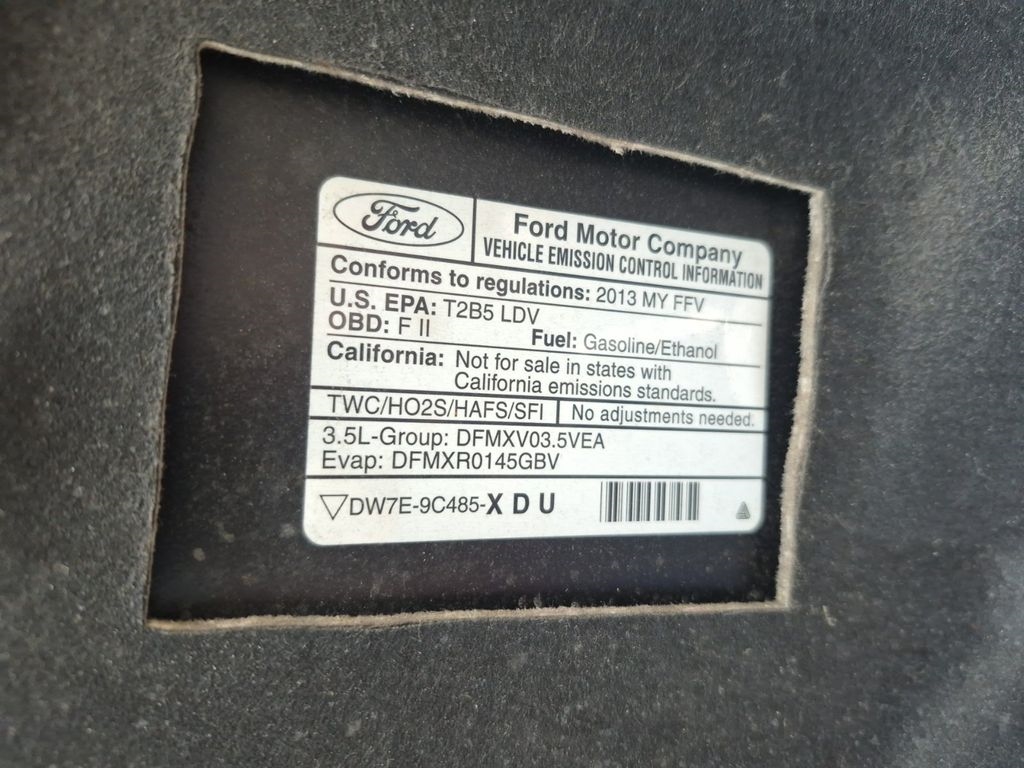 Ford
Ford Motor Company
VEHICLE EMISSION CONTROL INFORMATION
Conforms to regulations: 2013 MY FFV
U.S. EPA: T2B5 LDV
OBD: F II Fuel: Gasoline/Ethanol
California: Not for sale in states with
California emissions standards.
TWC/HO2S/HAFS/SFI No adjustments needed.
3.5L-Group: DFMXV03.5VEA
Evap: DFMXR0145GBV
DW7E-9C485-X D U